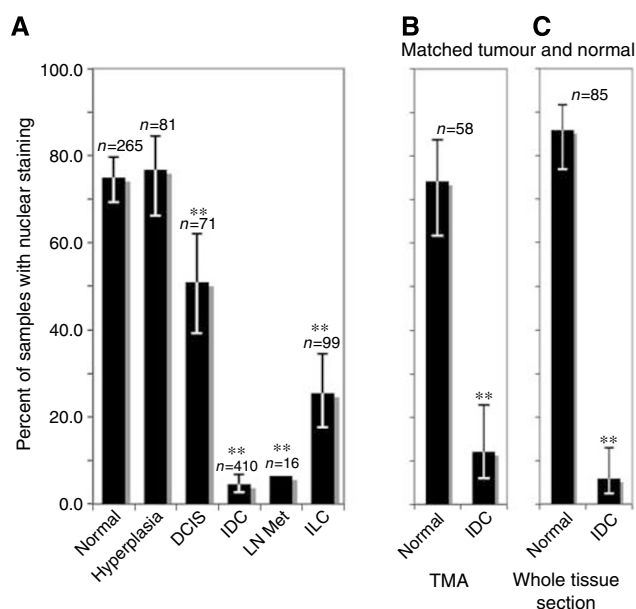 A
B
C
Matched tumour and normal
Percent of samples with nuclear staining
100.0
80.0
60.0
40.0
20.0
0.0
n=265
n=81
**
n=71
**
n=410
**
n=16
**
n=99
Normal
Hyperplasia
DCIS
IDC
LN Met
ILC
n=58
**
Normal
IDC
TMA
n=85
**
Normal
IDC
Whole tissue
section